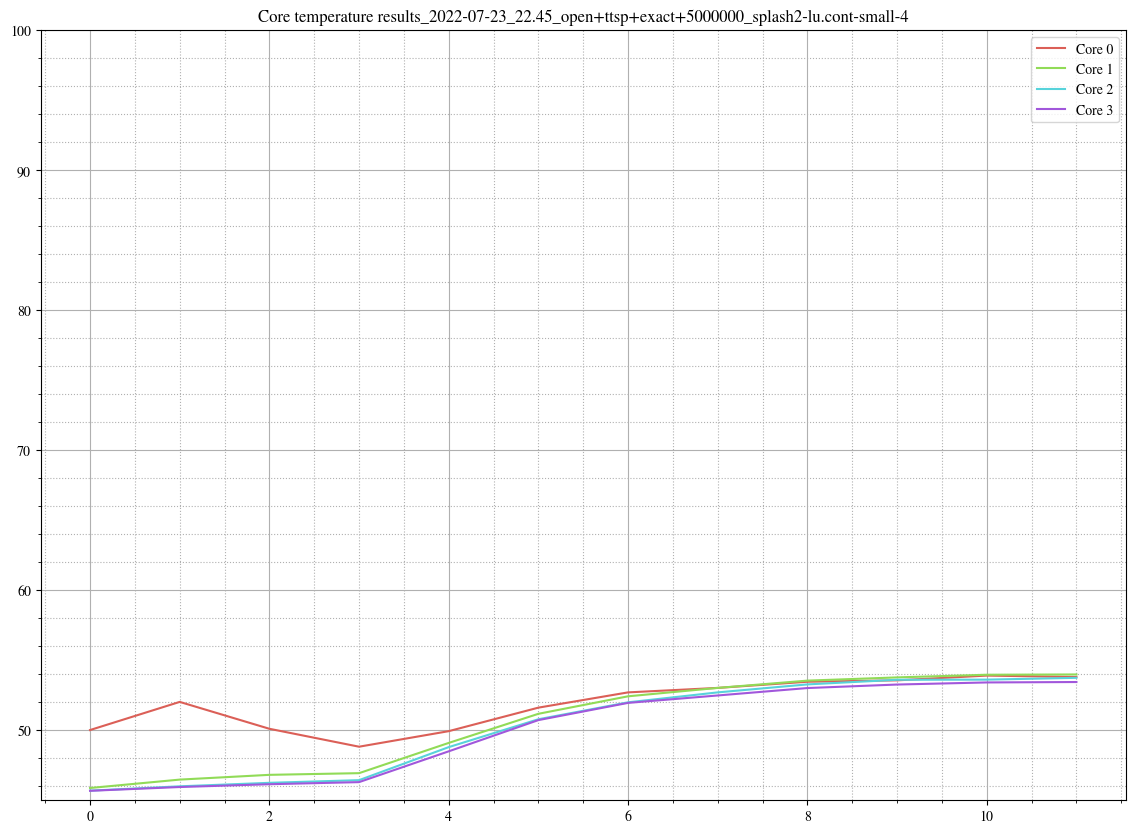 Core temperature results_2022-07-23_22.45_open+ttsp+exact+5000000_splash2-lu.cont-small-4
100
90
80
70
60
50
0 2 4 6 8 10
Core 0
Core 1
Core 2
Core 3